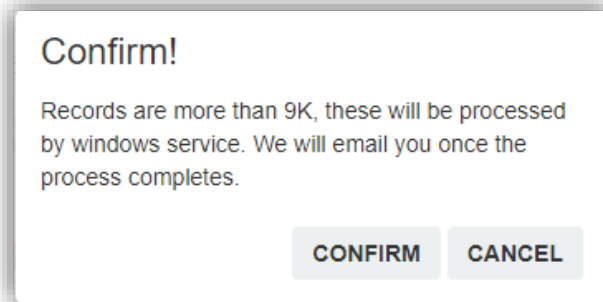 Confirm!
Records are more than 9K, these will be processed
by windows service. We will email you once the
process completes.
CONFIRM CANCEL